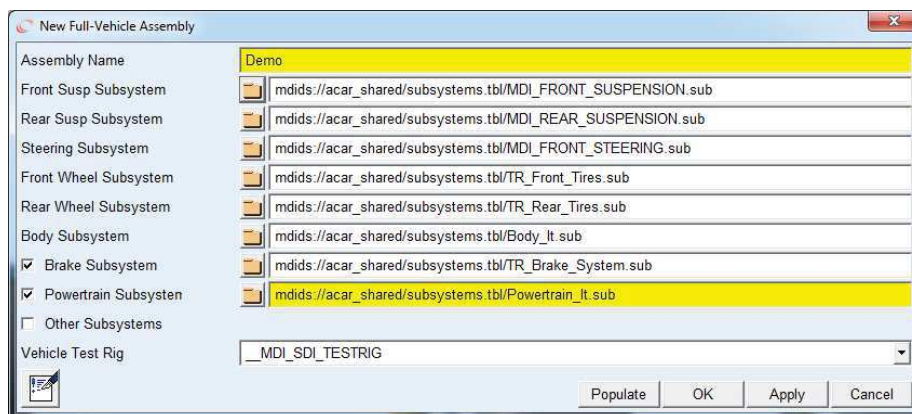 New Full-Vehicle Assembly
Assembly Name Demo
Front Susp Subsystem mdids://acar_shared/subsystems.tbl/MDI_FRONT_SUSPENSION.sub
Rear Susp Subsystem mdids://acar_shared/subsystems.tbl/MDI_REAR_SUSPENSION.sub
Steering Subsystem mdids://acar_shared/subsystems.tbl/MDI_FRONT_STEERING.sub
Front Wheel Subsystem mdids://acar_shared/subsystems.tbl/TR_Front_Tires.sub
Rear Wheel Subsystem mdids://acar_shared/subsystems.tbl/TR_Rear_Tires.sub
Body Subsystem mdids://acar_shared/subsystems.tbl/Body_lt.sub
Brake Subsystem mdids://acar_shared/subsystems.tbl/TR_Brake_System.sub
Powertrain Subsysten mdids://acar_shared/subsystems.tbl/Powertrain_lt.sub
Other Subsystems
Vehicle Test Rig __MDI_SDI_TESTRIG
Populate OK Apply Cancel